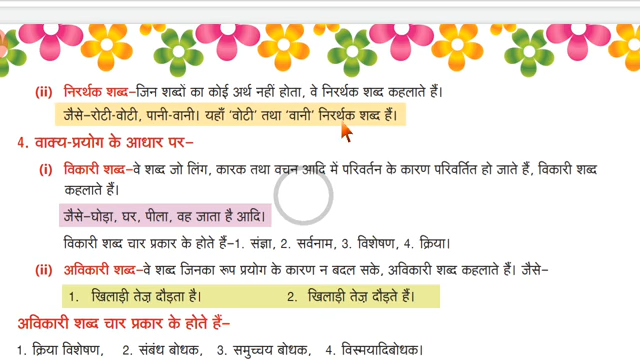 (ii) निरर्थक शब्द–जिन शब्दों का कोई अर्थ नहीं होता, वे निरर्थक शब्द कहलाते हैं।
जैसे–रोटी-वोटी, पानी-वानी। यहाँ ‘वोटी’ तथा ‘वानी’ निरर्थक शब्द हैं।
4. वाक्य-प्रयोग के आधार पर–
(i) विकारी शब्द–वे शब्द जो लिंग, कारक तथा वचन आदि में परिवर्तन के कारण परिवर्तित हो जाते हैं, विकारी शब्द
कहलाते हैं।
जैसे–घोड़ा, घर, पीला, वह जाता है आदि।
विकारी शब्द चार प्रकार के होते हैं–1. संज्ञा, 2. सर्वनाम, 3. विशेषण, 4. क्रिया।
(ii) अविकारी शब्द–वे शब्द जिनका रूप प्रयोग के कारण न बदल सके, अविकारी शब्द कहलाते हैं। जैसे–
1. खिलाड़ी तेज़ दौड़ता है। 2. खिलाड़ी तेज़ दौड़ते हैं।
अविकारी शब्द चार प्रकार के होते हैं–
1. क्रिया विशेषण, 2. संबंध बोधक, 3. समुच्चय बोधक, 4. विस्मयादिबोधक।